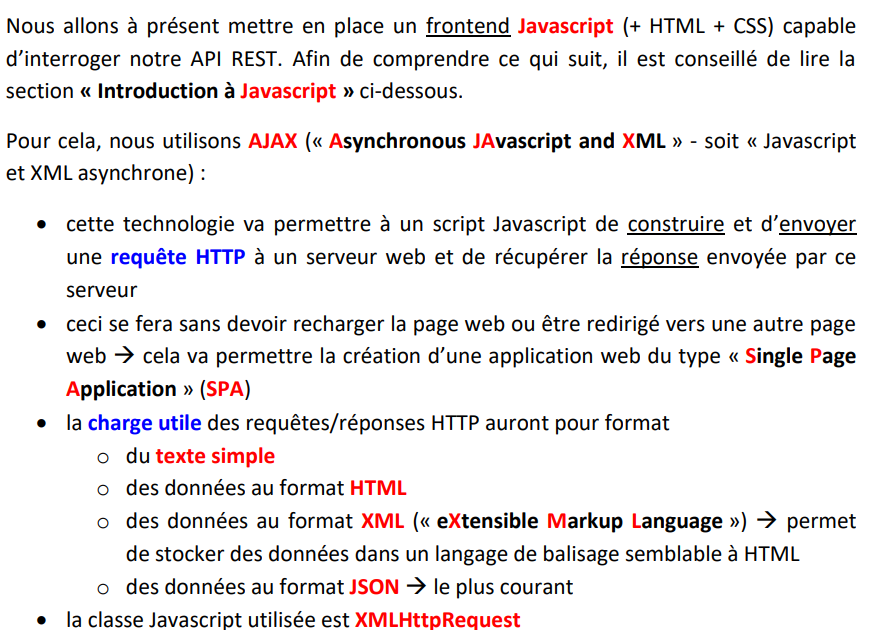 Nous allons à présent mettre en place un frontend Javascript (+ HTML + CSS) capable
d’interroger notre API REST. Afin de comprendre ce qui suit, il est conseillé de lire la
section « Introduction à Javascript » ci-dessous.
Pour cela, nous utilisons AJAX (« Asynchronous JAvascript and XML » - soit « Javascript
et XML asynchrone) :
• cette technologie va permettre à un script Javascript de construire et d’envoyer
une requête HTTP à un serveur web et de récupérer la réponse envoyée par ce
serveur
• ceci se fera sans devoir recharger la page web ou être redirigé vers une autre page
web → cela va permettre la création d’une application web du type « Single Page
Application » (SPA)
• la charge utile des requêtes/réponses HTTP auront pour format
o du texte simple
o des données au format HTML
o des données au format XML (« eXtensible Markup Language ») → permet
de stocker des données dans un langage de balisage semblable à HTML
o des données au format JSON → le plus courant
• la classe Javascript utilisée est XMLHttpRequest